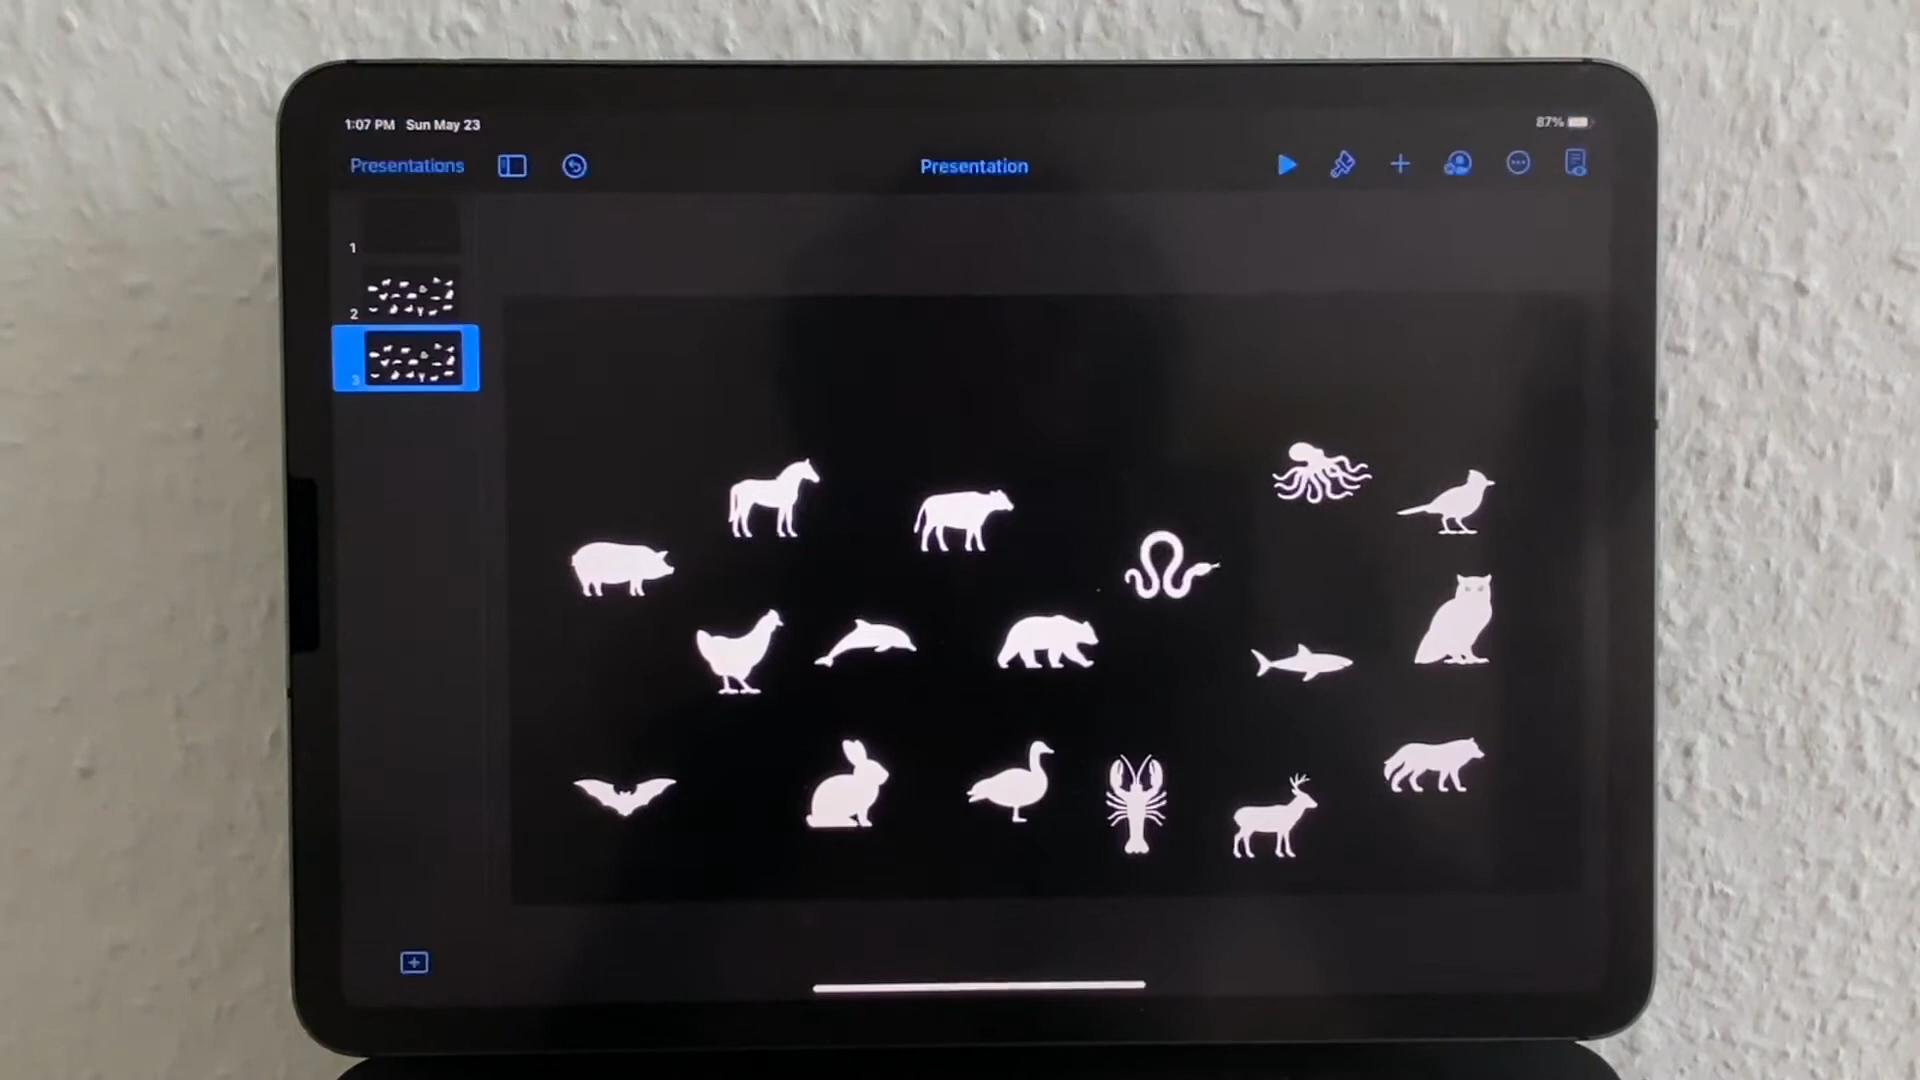 1:07 PM Sun May 23
87%
Presentations
Presentation
1
2
3